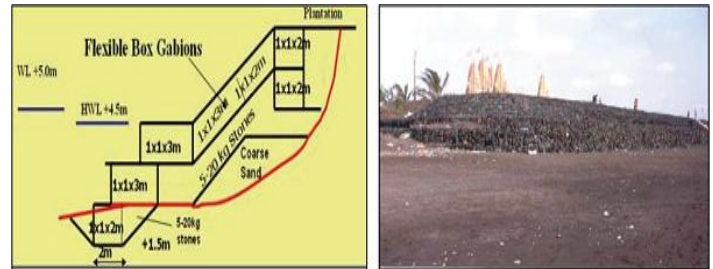 Plantation
Flexible Box Gabions
1x1x2m
WL +5.0m
1x1x3m 1x1x2m
1x1x2m
HWL +4.5m
5-20 kg Stones
1x1x3m
Coarse
Sand
1x1x3m
1x1x2m
5-20kg
stones
+1.5m
2m